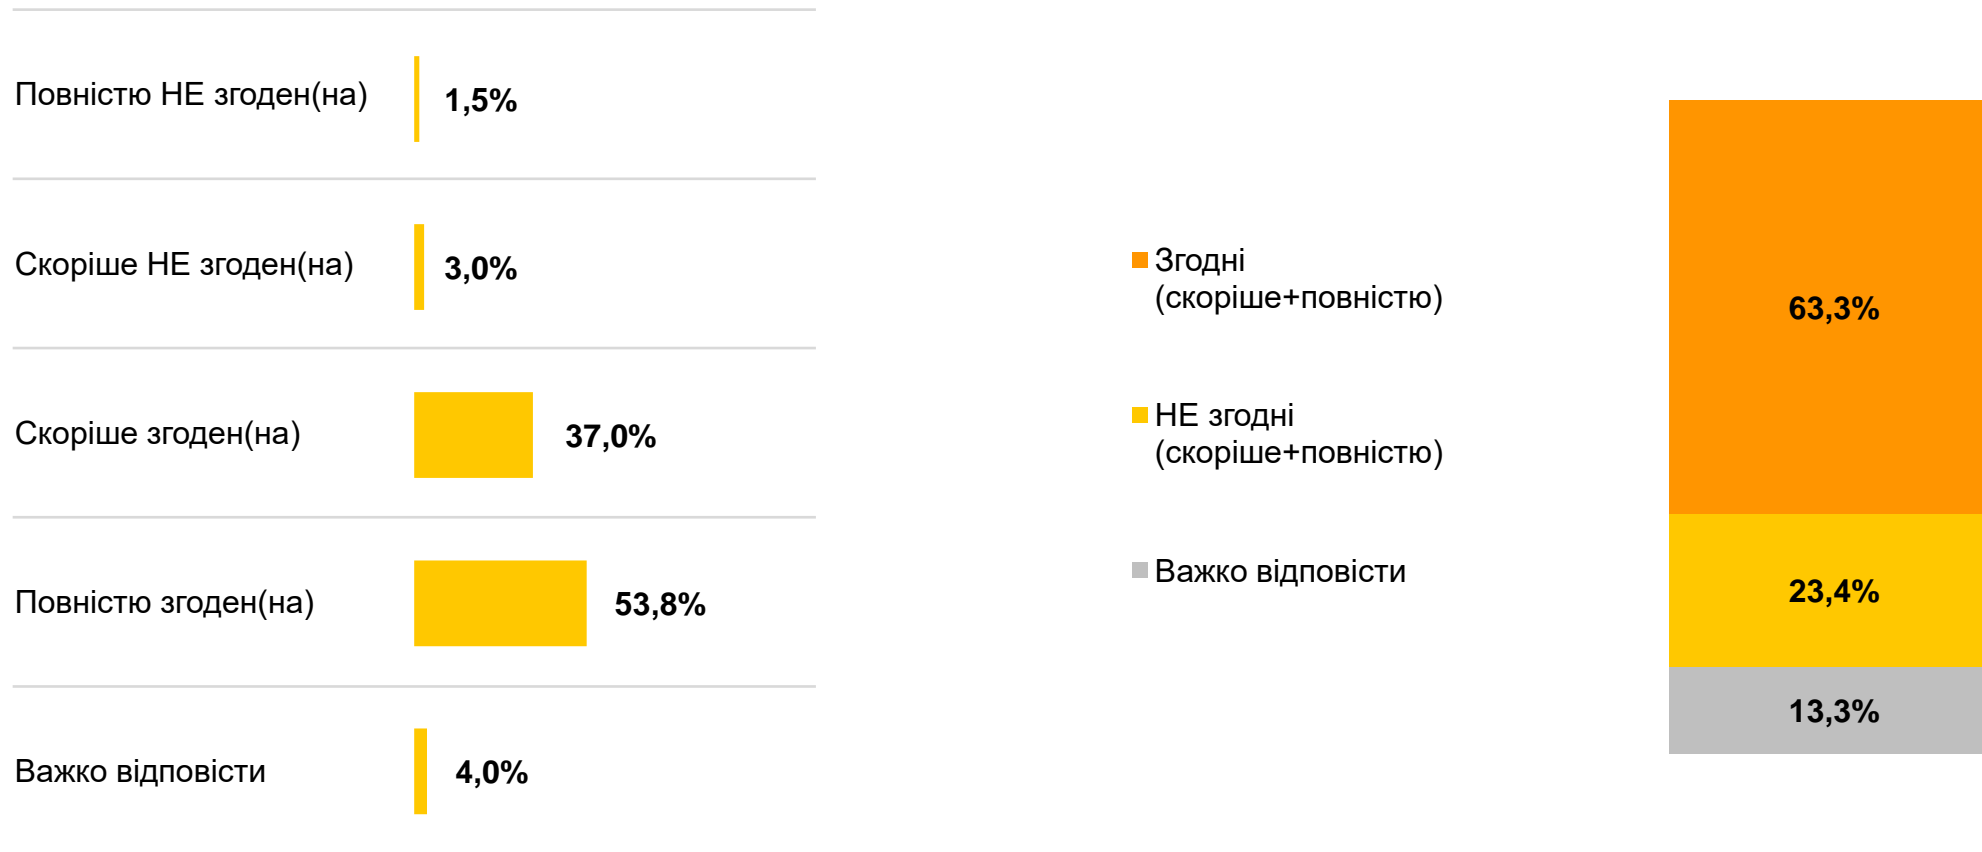 Повністю НЕ згоден(на)
1,5%
Скоріше НЕ згоден(на)
3,0%
Скоріше згоден(на)
37,0%
Повністю згоден(на)
53,8%
Важко відповісти
4,0%
Згодні
(скоріше+повністю)
НЕ згодні
(скоріше+повністю)
Важко відповісти
63,3%
23,4%
13,3%